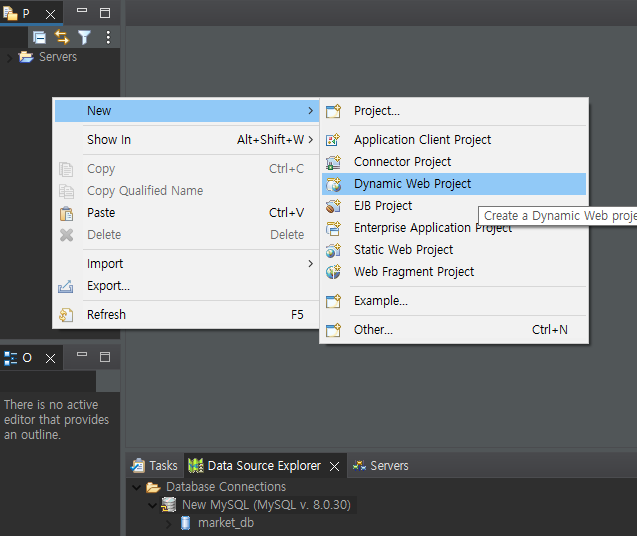 P
Servers
New
Show In Alt+Shift+W
Copy Ctrl+C
Copy Qualified Name
Paste Ctrl+V
Delete Delete
Import
Export...
Refresh F5
Project...
Application Client Project
Connector Project
Dynamic Web Project
EJB Project
Create a Dynamic Web proje
Enterprise Application Project
Static Web Project
Web Fragment Project
Example...
Other... Ctrl+N
O
There is no active
editor that provides
an outline.
Tasks Data Source Explorer Servers
Database Connections
New MySQL (MySQL v. 8.0.30)
market_db